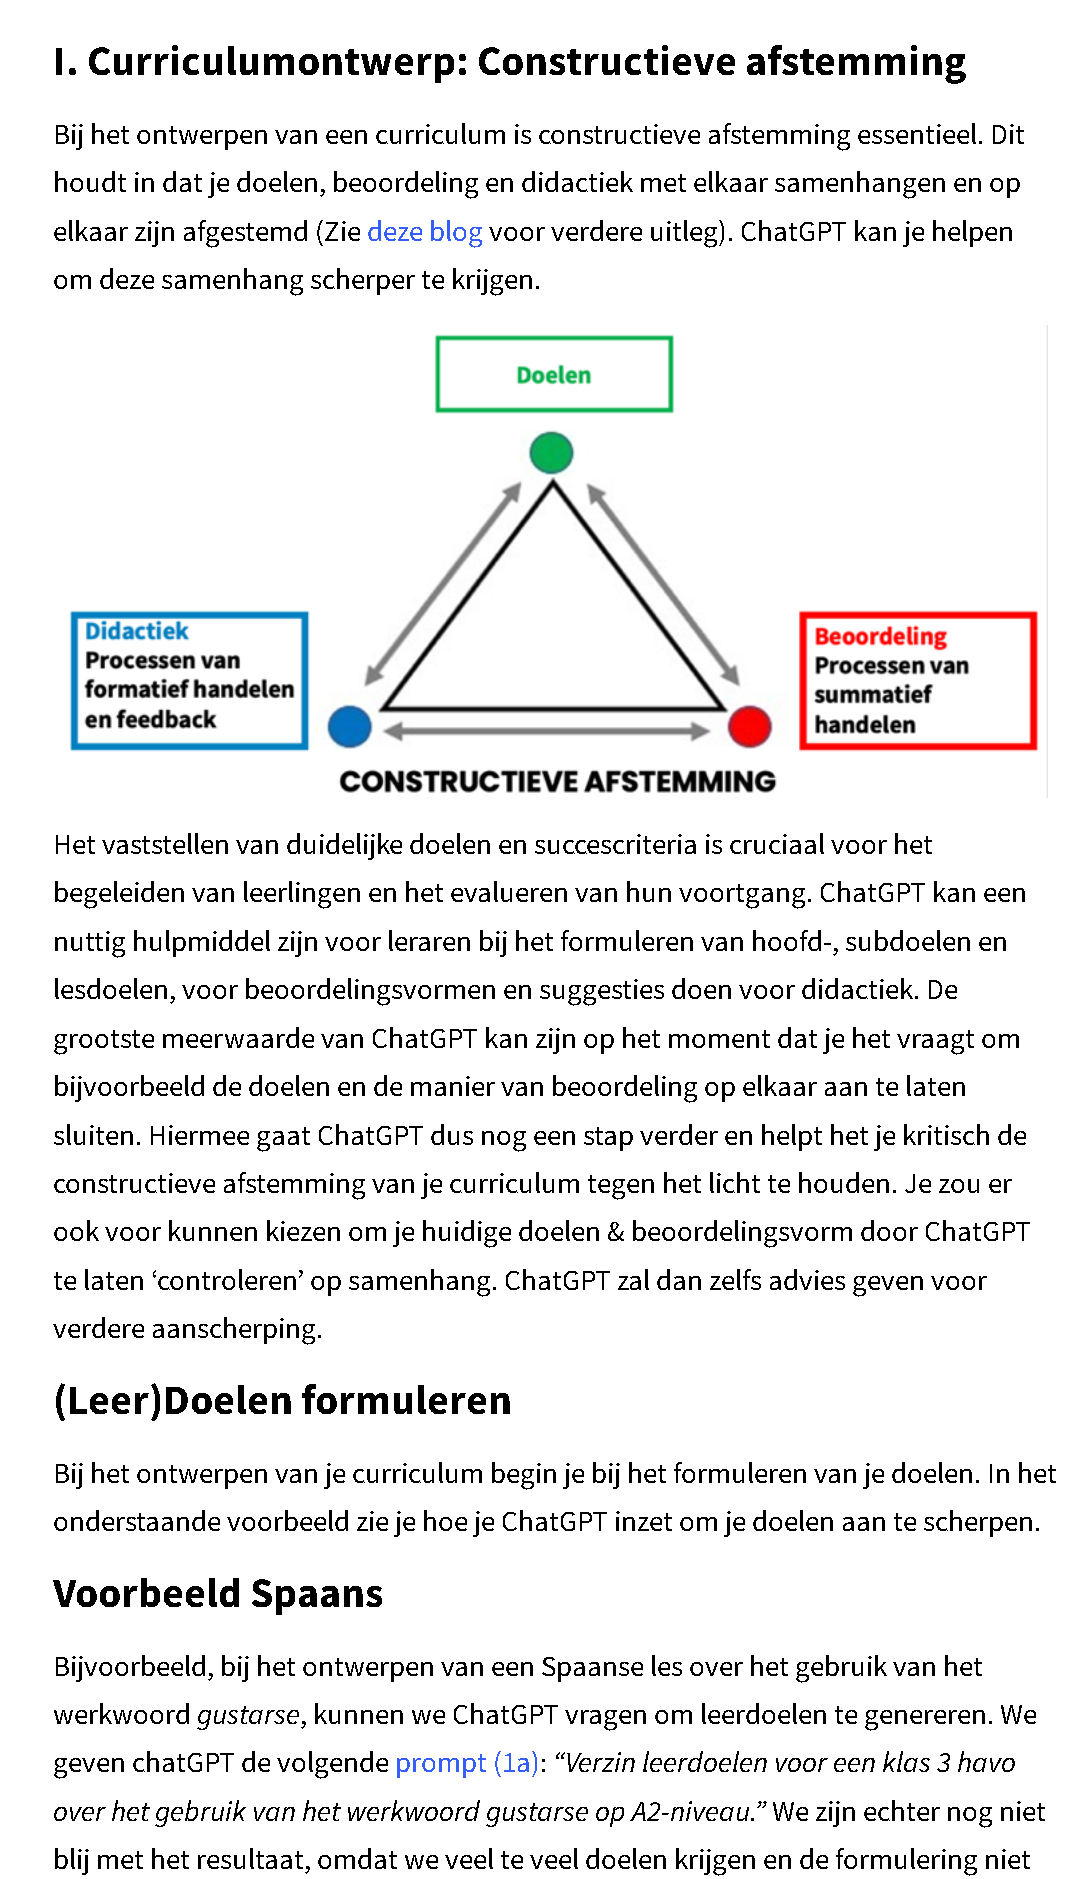 I. Curriculumontwerp: Constructieve afstemming
Bij het ontwerpen van een curriculum is constructieve afstemming essentieel. Dit
houdt in dat je doelen, beoordeling en didactiek met elkaar samenhangen en op
elkaar zijn afgestemd (Zie deze blog voor verdere uitleg). ChatGPT kan je helpen
om deze samenhang scherper te krijgen.
Doelen
Didactiek
Processen van
formatief handelen
en feedback
Beoordeling
Processen van
summatief
handelen
CONSTRUCTIEVE AFSTEMMING
Het vaststellen van duidelijke doelen en succescriteria is cruciaal voor het
begeleiden van leerlingen en het evalueren van hun voortgang. ChatGPT kan een
nuttig hulpmiddel zijn voor leraren bij het formuleren van hoofd-, subdoelen en
lesdoelen, voor beoordelingsvormen en suggesties doen voor didactiek. De
grootste meerwaarde van ChatGPT kan zijn op het moment dat je het vraagt om
bijvoorbeeld de doelen en de manier van beoordeling op elkaar aan te laten
sluiten. Hiermee gaat ChatGPT dus nog een stap verder en helpt het je kritisch de
constructieve afstemming van je curriculum tegen het licht te houden. Je zou er
ook voor kunnen kiezen om je huidige doelen & beoordelingsvorm door ChatGPT
te laten ‘controleren’ op samenhang. ChatGPT zal dan zelfs advies geven voor
verdere aanscherping.
(Leer)Doelen formuleren
Bij het ontwerpen van je curriculum begin je bij het formuleren van je doelen. In het
onderstaande voorbeeld zie je hoe je ChatGPT inzet om je doelen aan te scherpen.
Voorbeeld Spaans
Bijvoorbeeld, bij het ontwerpen van een Spaanse les over het gebruik van het
werkwoord gustarse, kunnen we ChatGPT vragen om leerdoelen te genereren. We
geven chatGPT de volgende prompt (1a): “Verzin leerdoelen voor een klas 3 havo
over het gebruik van het werkwoord gustarse op A2-niveau.” We zijn echter nog niet
blij met het resultaat, omdat we veel te veel doelen krijgen en de formulering niet